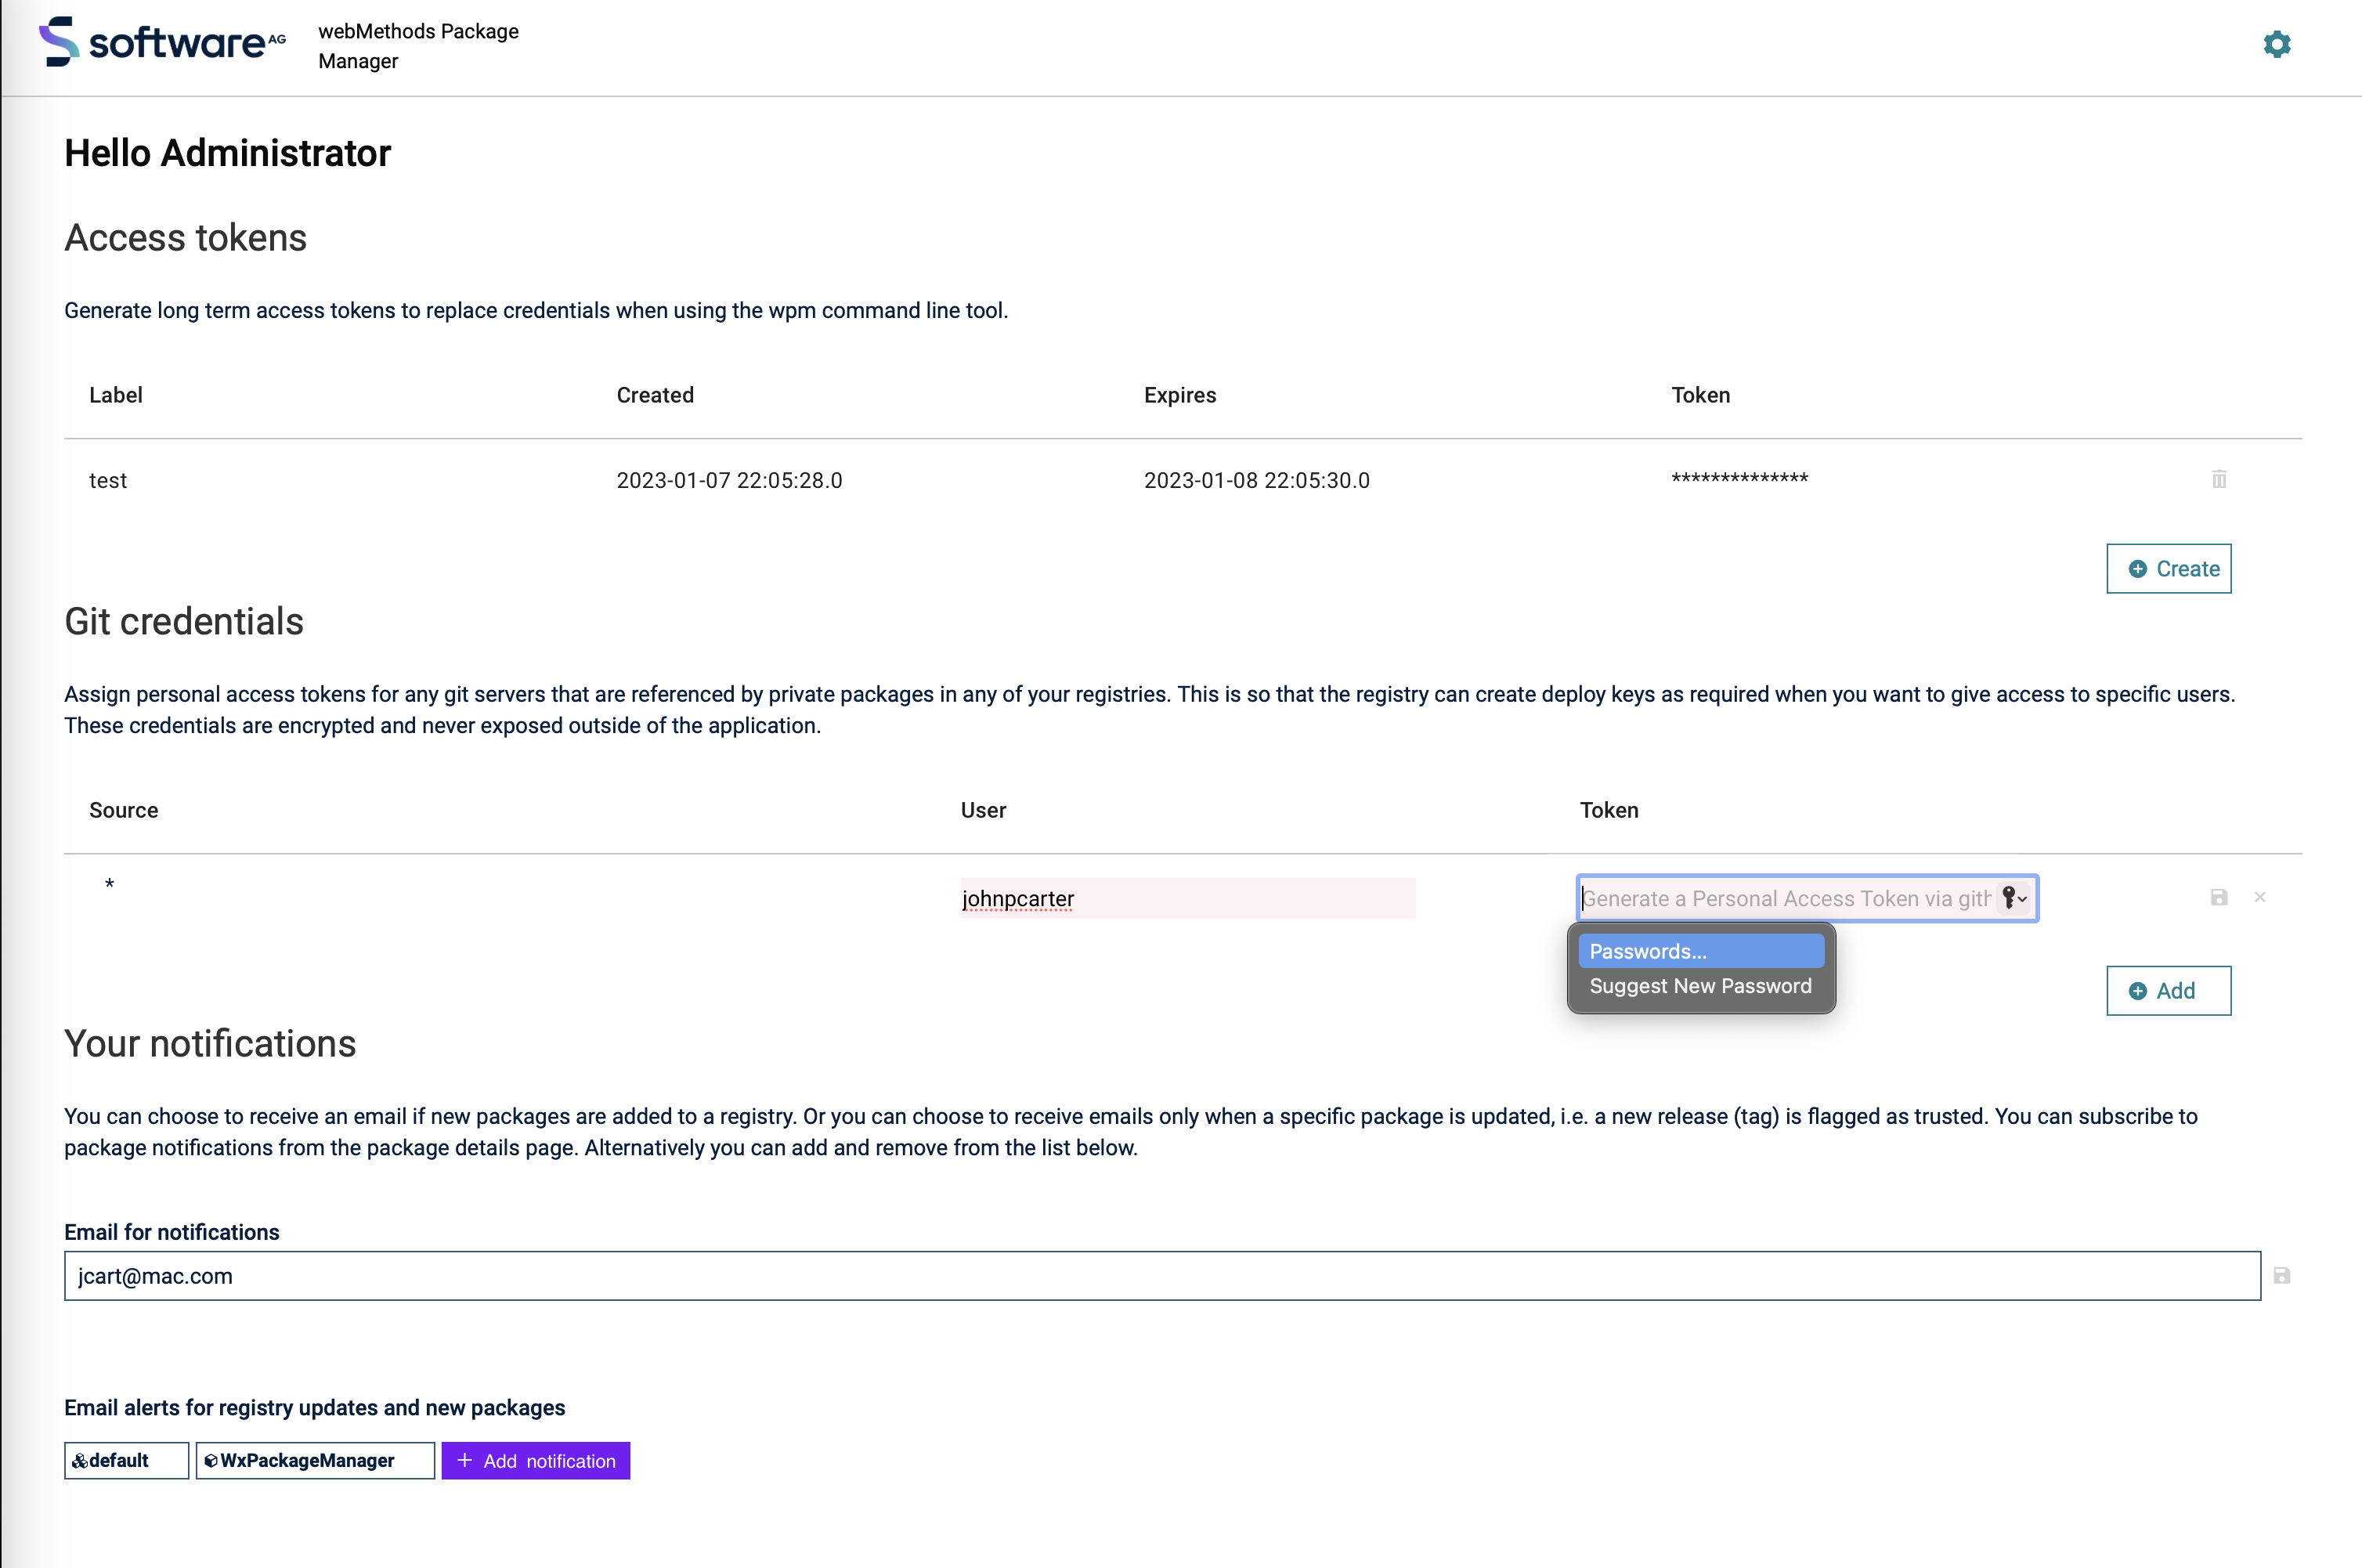 software AG
webMethods Package
Manager
Hello Administrator
Access tokens
Generate long term access tokens to replace credentials when using the wpm command line tool.
Label Created Expires Token
test 2023-01-07 22:05:28.0 2023-01-08 22:05:30.0 **************
Create
Git credentials
Assign personal access tokens for any git servers that are referenced by private packages in any of your registries. This is so that the registry can create deploy keys as required when you want to give access to specific users.
These credentials are encrypted and never exposed outside of the application.
Source User Token
* johnpcarter Generate a Personal Access Token via gith
Passwords...
Suggest New Password
Add
Your notifications
You can choose to receive an email if new packages are added to a registry. Or you can choose to receive emails only when a specific package is updated, i.e. a new release (tag) is flagged as trusted. You can subscribe to
package notifications from the package details page. Alternatively you can add and remove from the list below.
Email for notifications
jcart@mac.com
Email alerts for registry updates and new packages
default WxPackageManager + Add notification